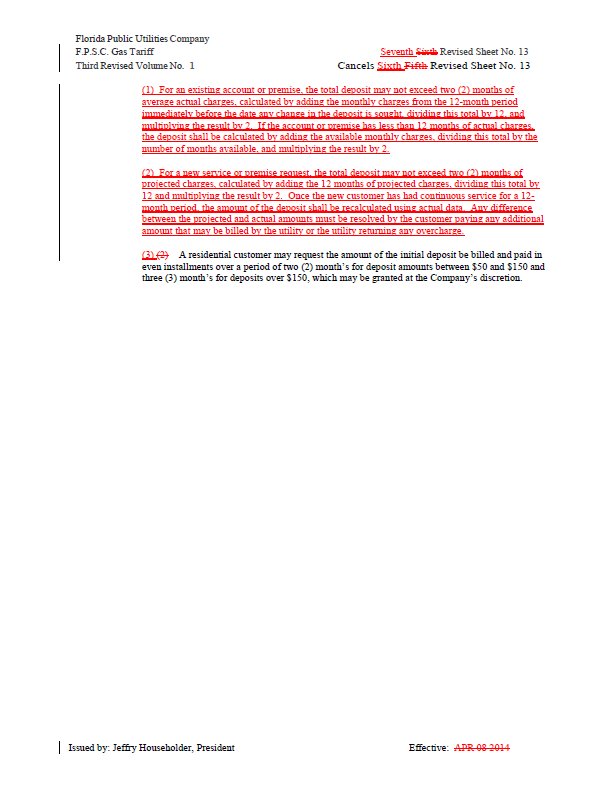 Florida Public Utilities Company
F.P.S.C. Gas Tariff
Seventh Sixth Revised Sheet No. 13
Third Revised Volume No. 1
Cancels Sixth Fifth Revised Sheet No. 13
(1) For an existing account or premise, the total deposit may not exceed two (2) months of
average actual charges, calculated by adding the monthly charges from the 12-month period
immediately before the date any change in the deposit is sought, dividing this total by 12, and
multiplying the result by 2. If the account or premise has less than 12 months of actual charges,
the deposit shall be calculated by adding the available monthly charges, dividing this total by the
number of months available, and multiplying the result by 2.
(2) For a new service or premise request, the total deposit may not exceed two (2) months of
projected charges, calculated by adding the 12 months of projected charges, dividing this total by
12 and multiplying the result by 2. Once the new customer has had continuous service for a 12-
month period, the amount of the deposit shall be recalculated using actual data. Any difference
between the projected and actual amounts must be resolved by the customer paying any additional
amount that may be billed by the utility or the utility returning any overcharge.
(3) (2) A residential customer may request the amount of the initial deposit be billed and paid in
even installments over a period of two (2) month's for deposit amounts between $50 and $150 and
three (3) month's for deposits over $150, which may be granted at the Company's discretion.
Issued by: Jeffry Householder, President
Effective: APR 08 2014